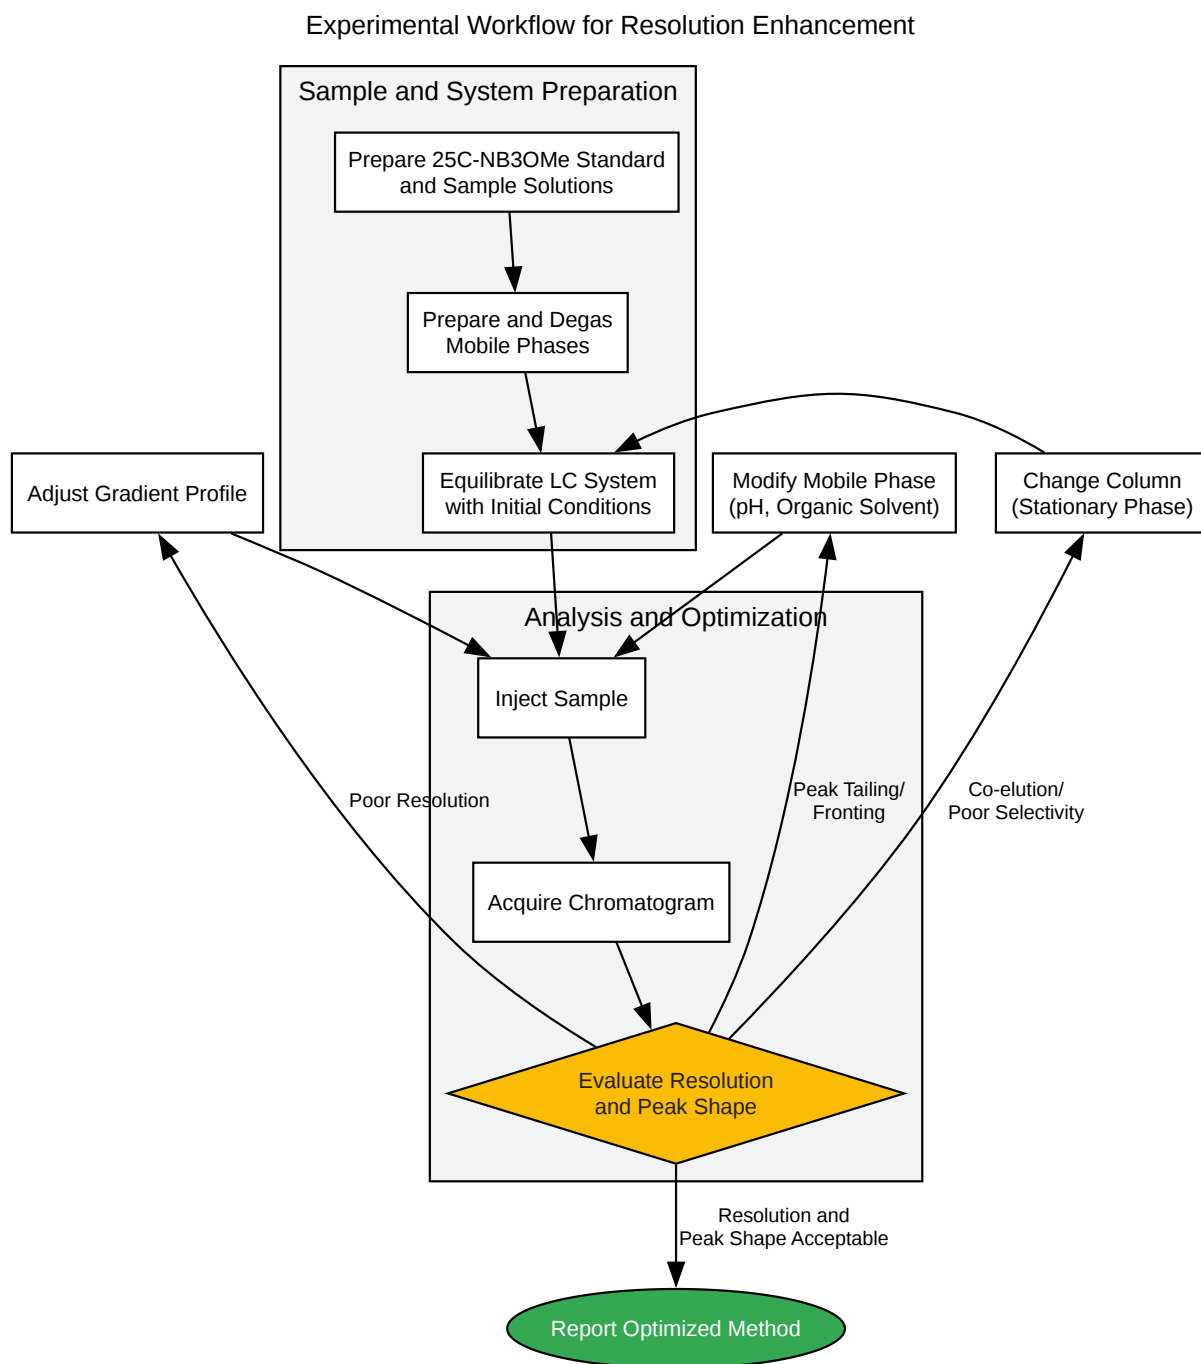 Experimental Workflow for Resolution Enhancement
Sample and System Preparation
Prepare 25C-NB3OMe Standard
and Sample Solutions
Prepare and Degas
Mobile Phases
Adjust Gradient Profile
Equilibrate LC System
with Initial Conditions
Modify Mobile Phase
(pH, Organic Solvent)
Change Column
(Stationary Phase)
Analysis and Optimization
Inject Sample
Poor Resolution
Peak Tailing/
Fronting
Co-elution/
Poor Selectivity
Acquire Chromatogram
Evaluate Resolution
and Peak Shape
Resolution and
Peak Shape Acceptable
Report Optimized Method